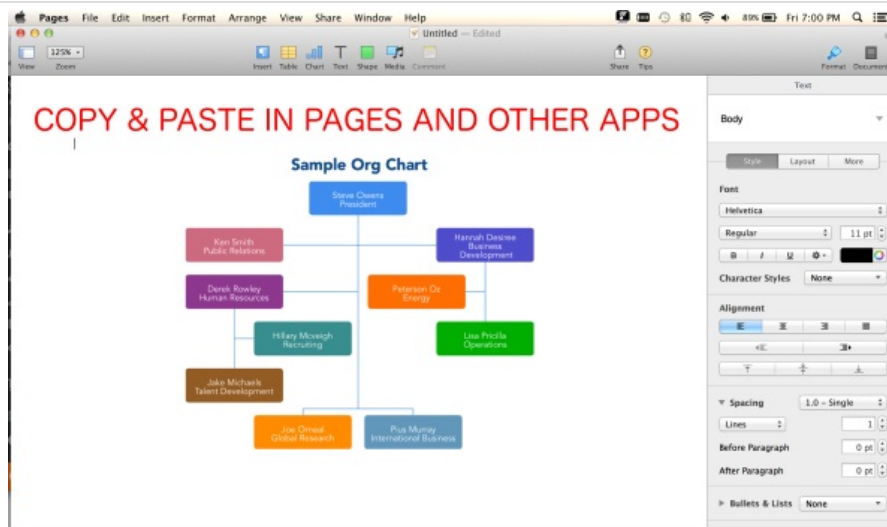 Pages File Edit Insert Format Arrange View Share Window Help 89% Fri 7:00 PM
Untitled — Edited
125%
View Zoom Insert Table Chart Text Shape Media Comment Share Tips Format Document
Text
COPY & PASTE IN PAGES AND OTHER APPS
Body
Sample Org Chart
Style Layout More
Steve Owens
President
Font
Helvetica
Ken Smith
Public Relations
Hannah Desiree
Business
Development
Regular 11 pt
B I U
Character Styles None
Derek Rowley
Human Resources
Peterson Oz
Energy
Alignment
Hillary Mcveigh
Recruiting
Lisa Pricilla
Operations
Jake Michaels
Talent Development
Spacing 1.0 – Single
Lines 1
Joe Orneal
Global Research
Pius Murray
International Business
Before Paragraph 0 pt
After Paragraph 0 pt
Bullets & Lists None